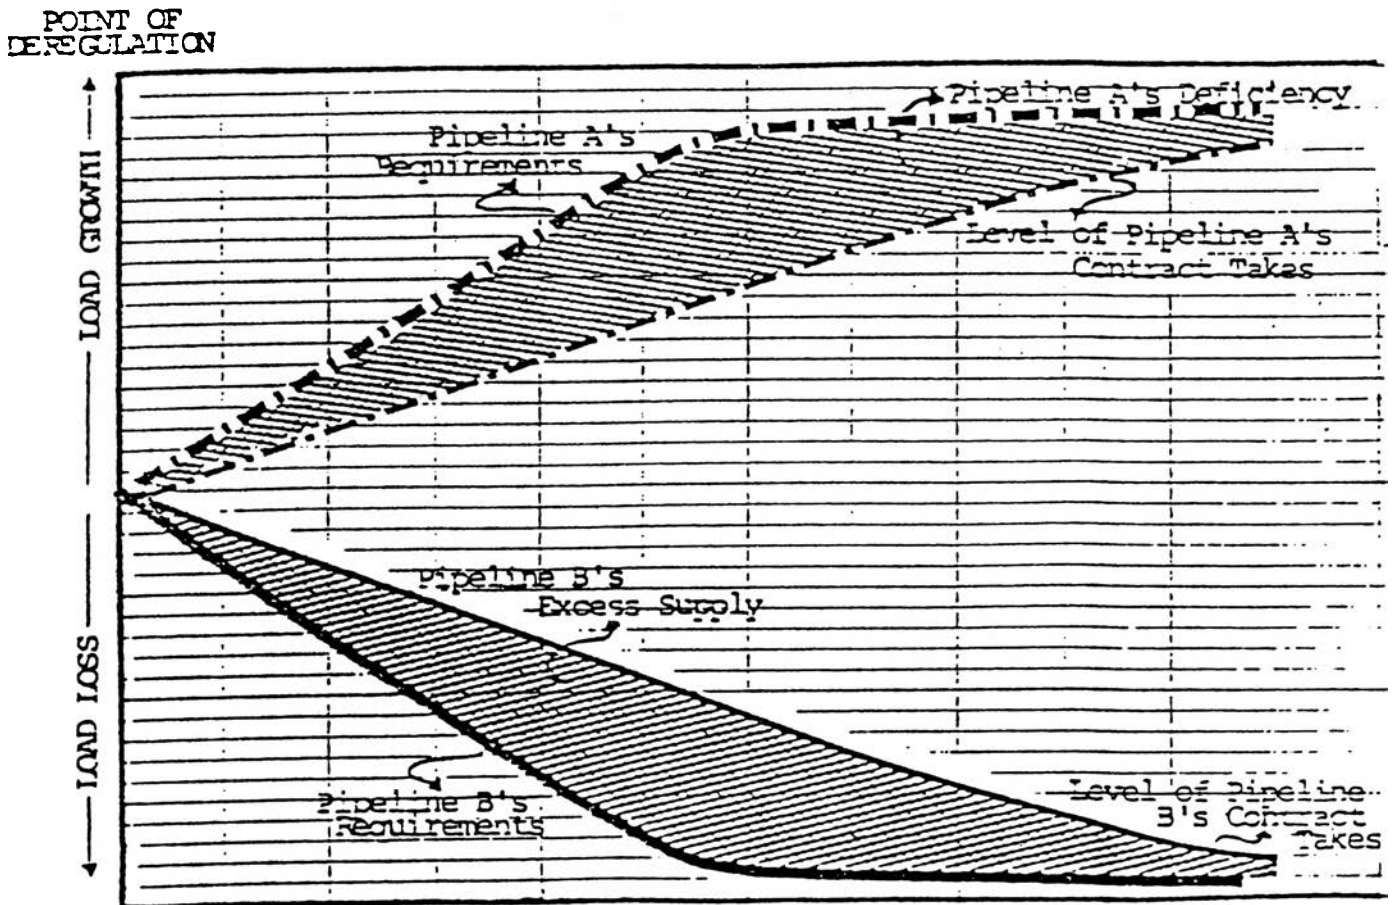 POINT OF
DEREGULATION
LOAD GROWTH
LOAD LOSS
Pipeline A's Deficiency
Pipeline A's
Requirements
Level of Pipeline A's
Contract Takes
Pipeline B's
Excess Supply
Pipeline B's
Requirements
Level of Pipeline
B's Contract
Takes